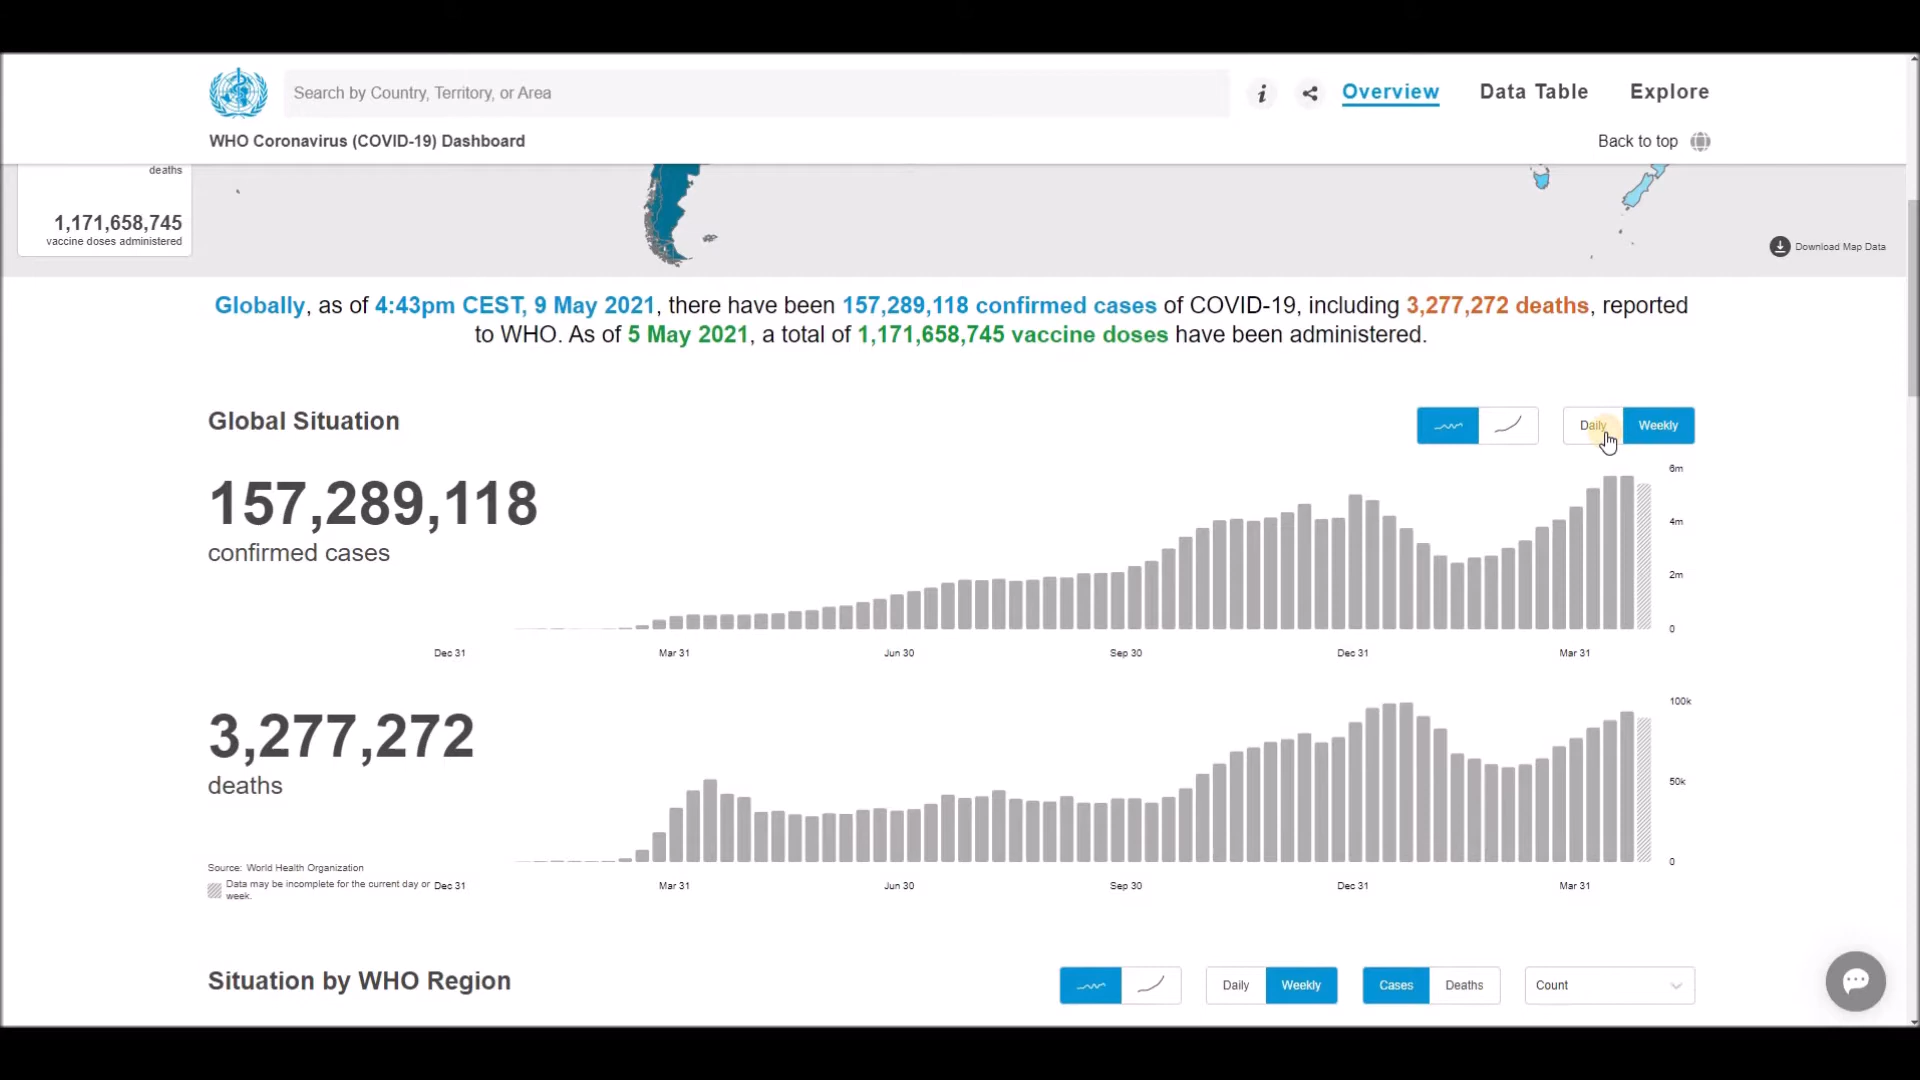 Search by Country, Territory, or Area
i
Overview
Data Table
Explore
WHO Coronavirus (COVID-19) Dashboard
Back to top
deaths
1,171,658,745
vaccine doses administered
Download Map Data
Globally, as of 4:43pm CEST, 9 May 2021, there have been 157,289,118 confirmed cases of COVID-19, including 3,277,272 deaths, reported
to WHO. As of 5 May 2021, a total of 1,171,658,745 vaccine doses have been administered.
Global Situation
Daily
Weekly
157,289,118
confirmed cases
6m
4m
2m
0
Dec 31
Mar 31
Jun 30
Sep 30
Dec 31
Mar 31
3,277,272
deaths
100k
50k
0
Source: World Health Organization
Data may be incomplete for the current day or
week.
Dec 31
Mar 31
Jun 30
Sep 30
Dec 31
Mar 31
Situation by WHO Region
Daily
Weekly
Cases
Deaths
Count